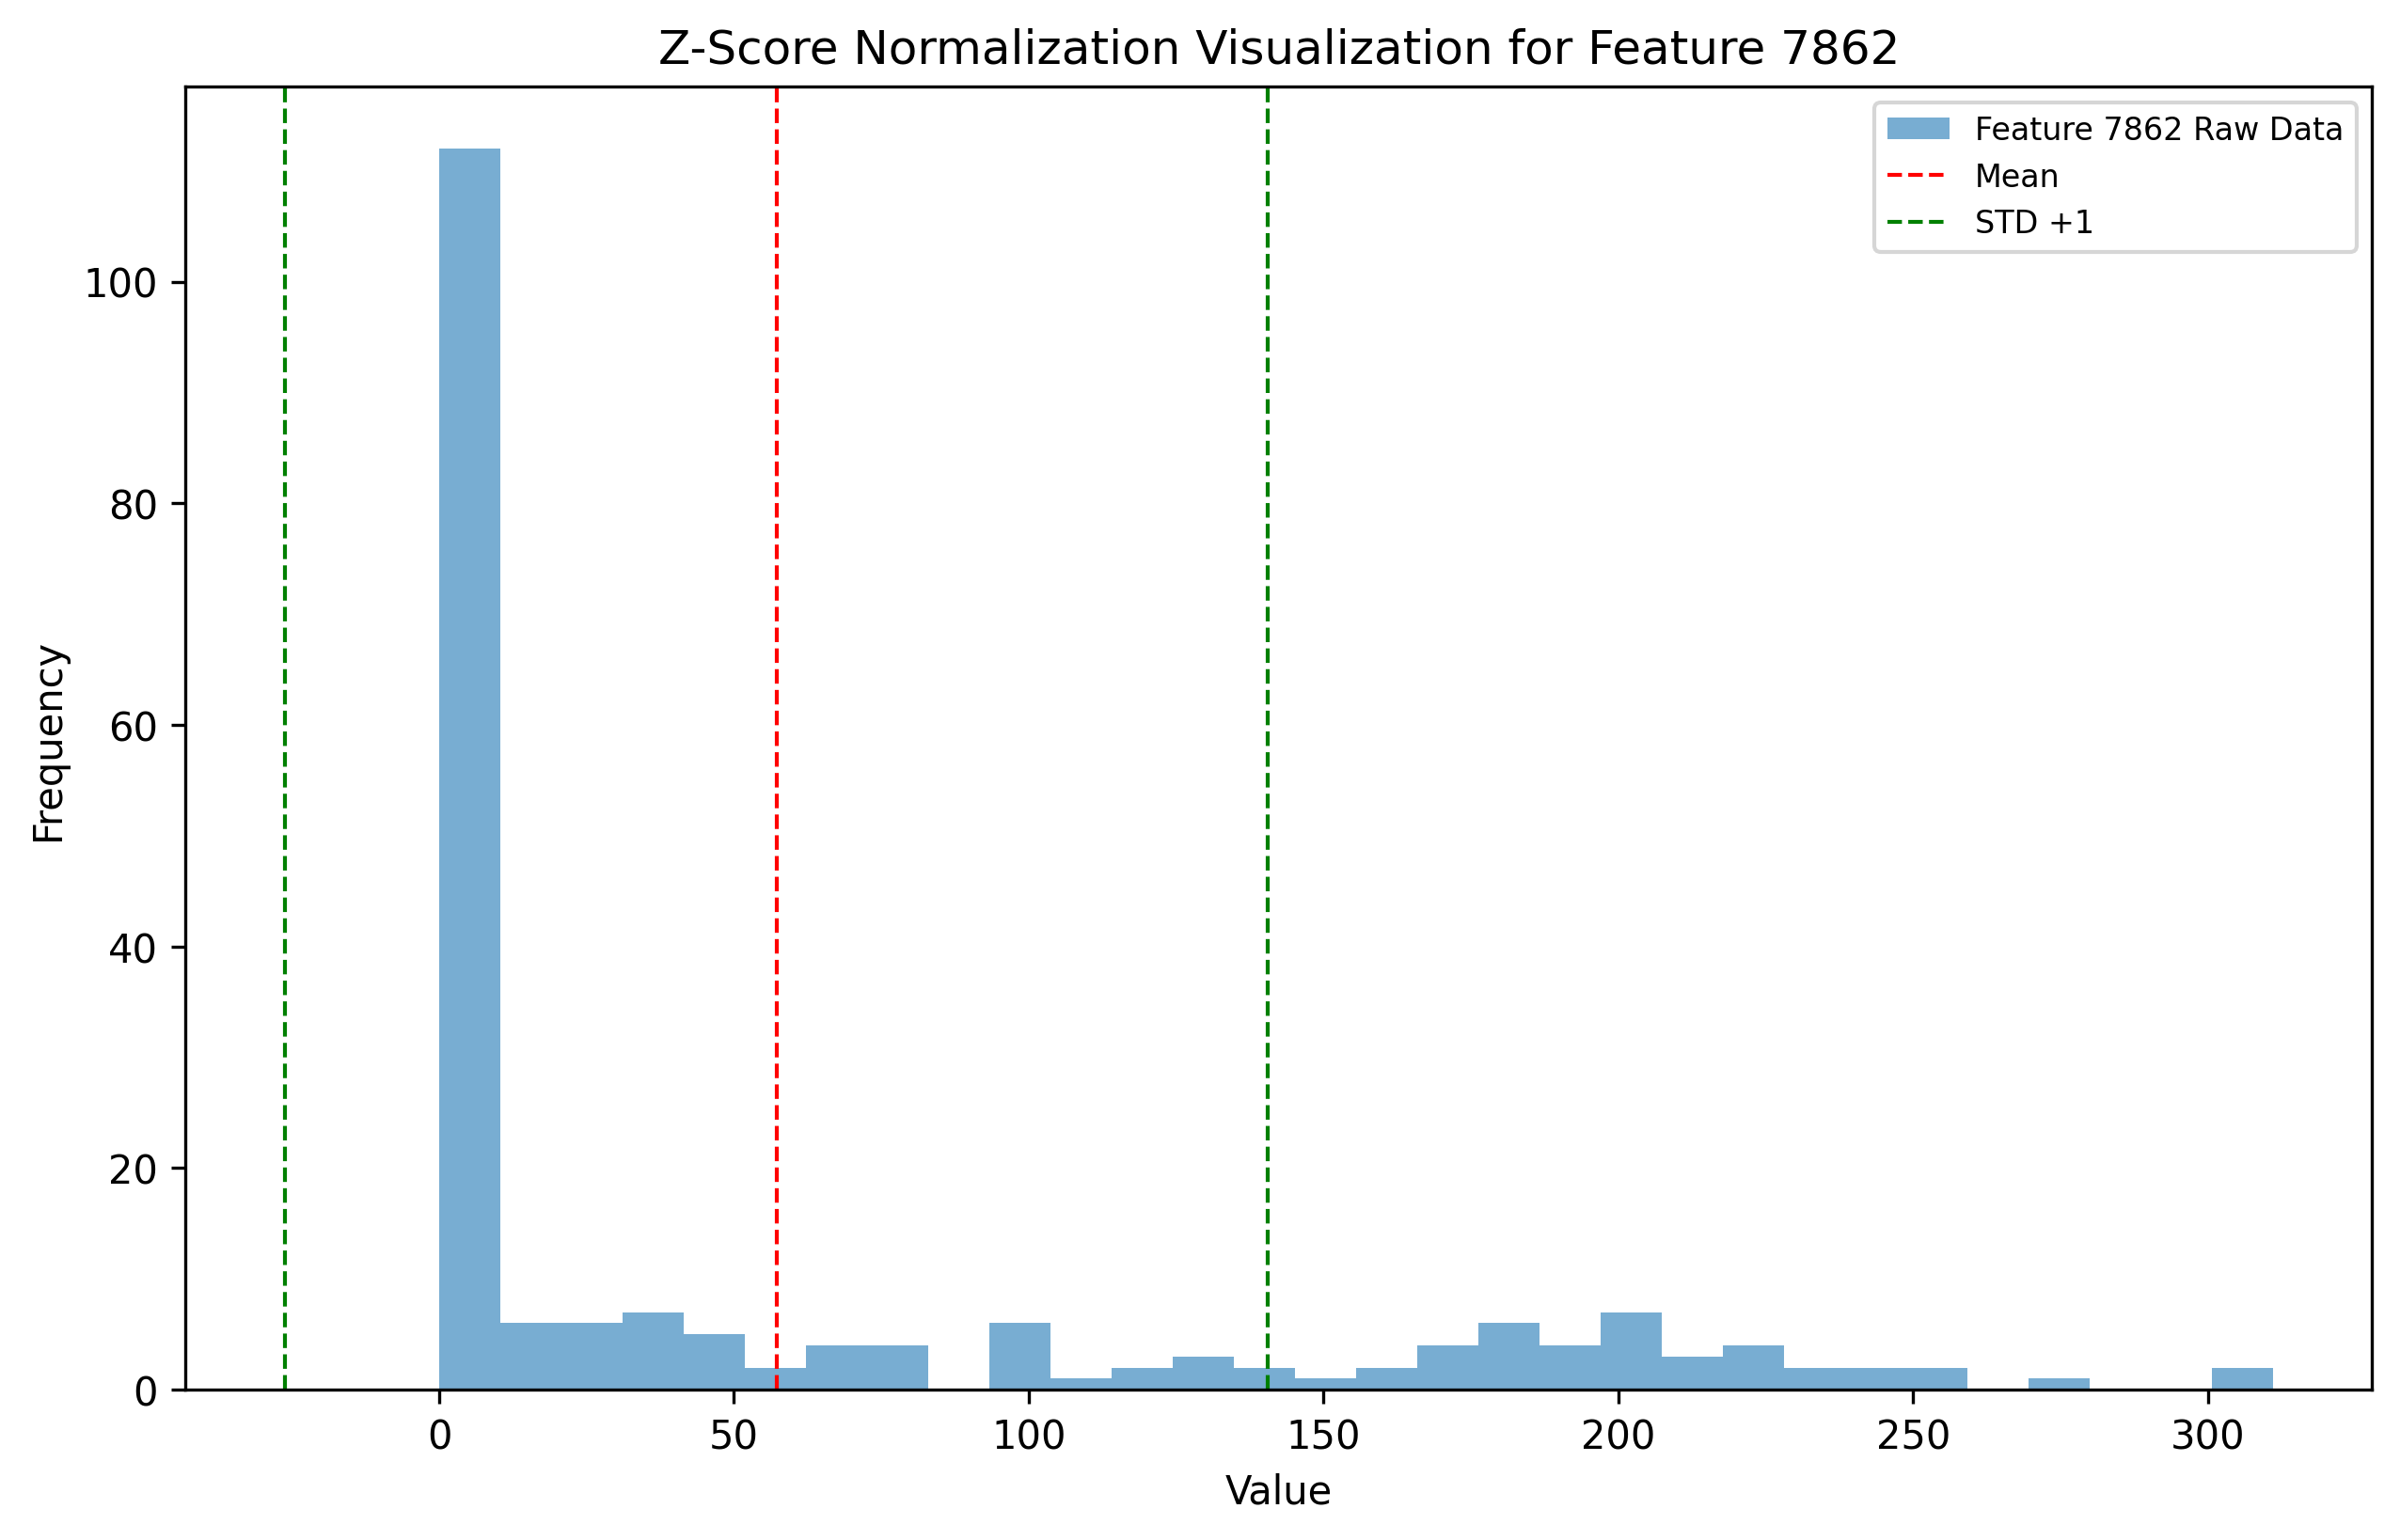 Z-Score Normalization Visualization for Feature 7862
Feature 7862 Raw Data
Mean
STD +1
100
80
60
40
20
0
Frequency
0 50 100 150 200 250 300
Value